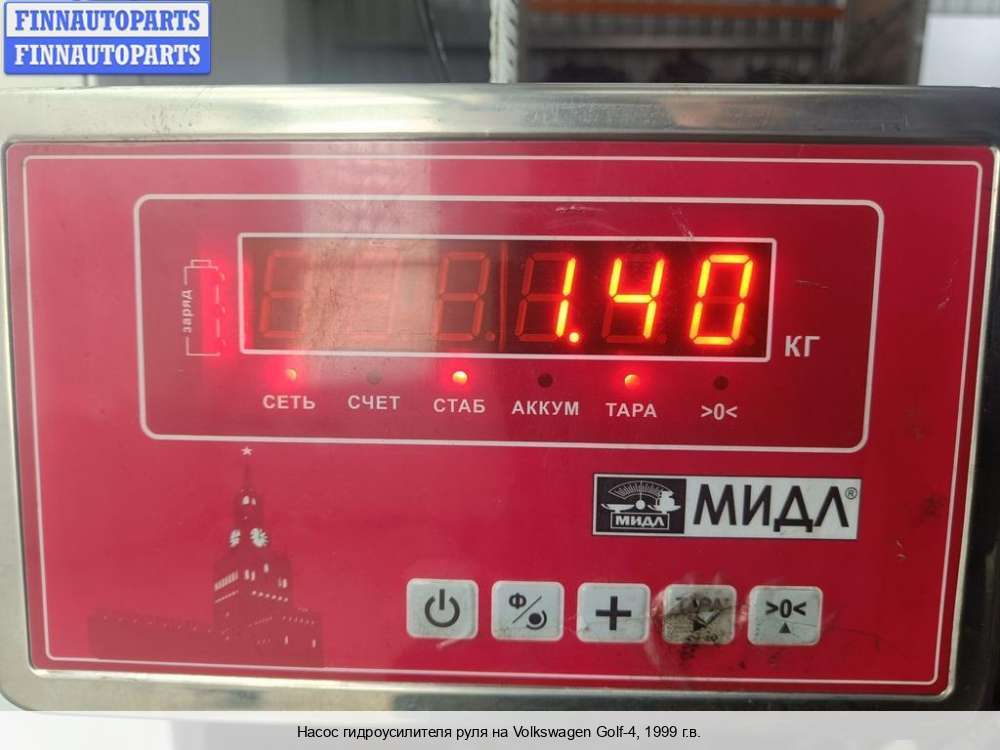 FINNAUTOPARTS
FINNAUTOPARTS
заряд
1.40
КГ
СЕТЬ СЧЕТ СТАБ АККУМ ТАРА >0<
МИДЛ МИДЛ®
Ф
+
ТАРА
>0<
Насос гидроусилителя руля на Volkswagen Golf-4, 1999 г.в.